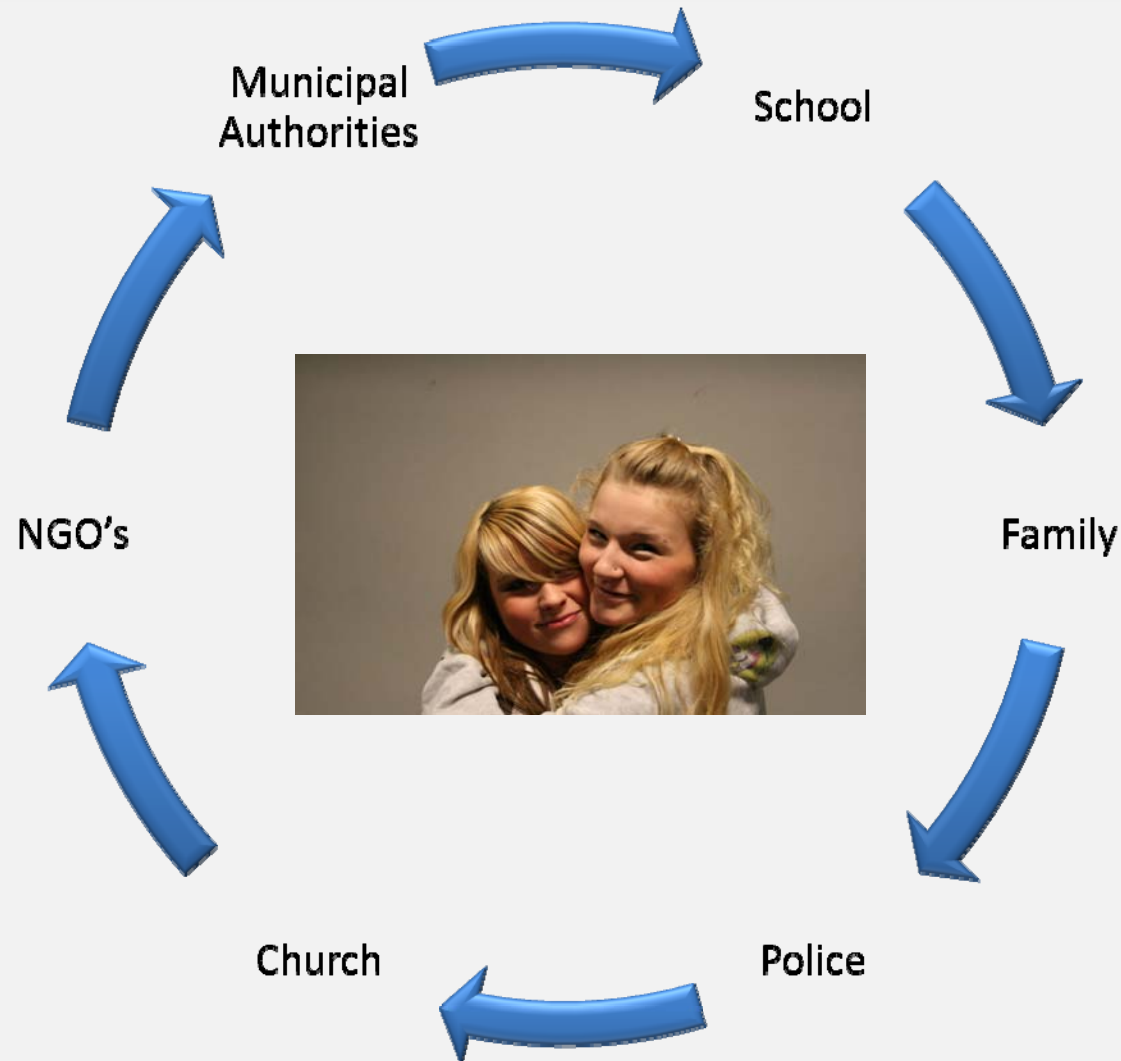 Municipal
Authorities
School
Family
Police
Church
NGO's